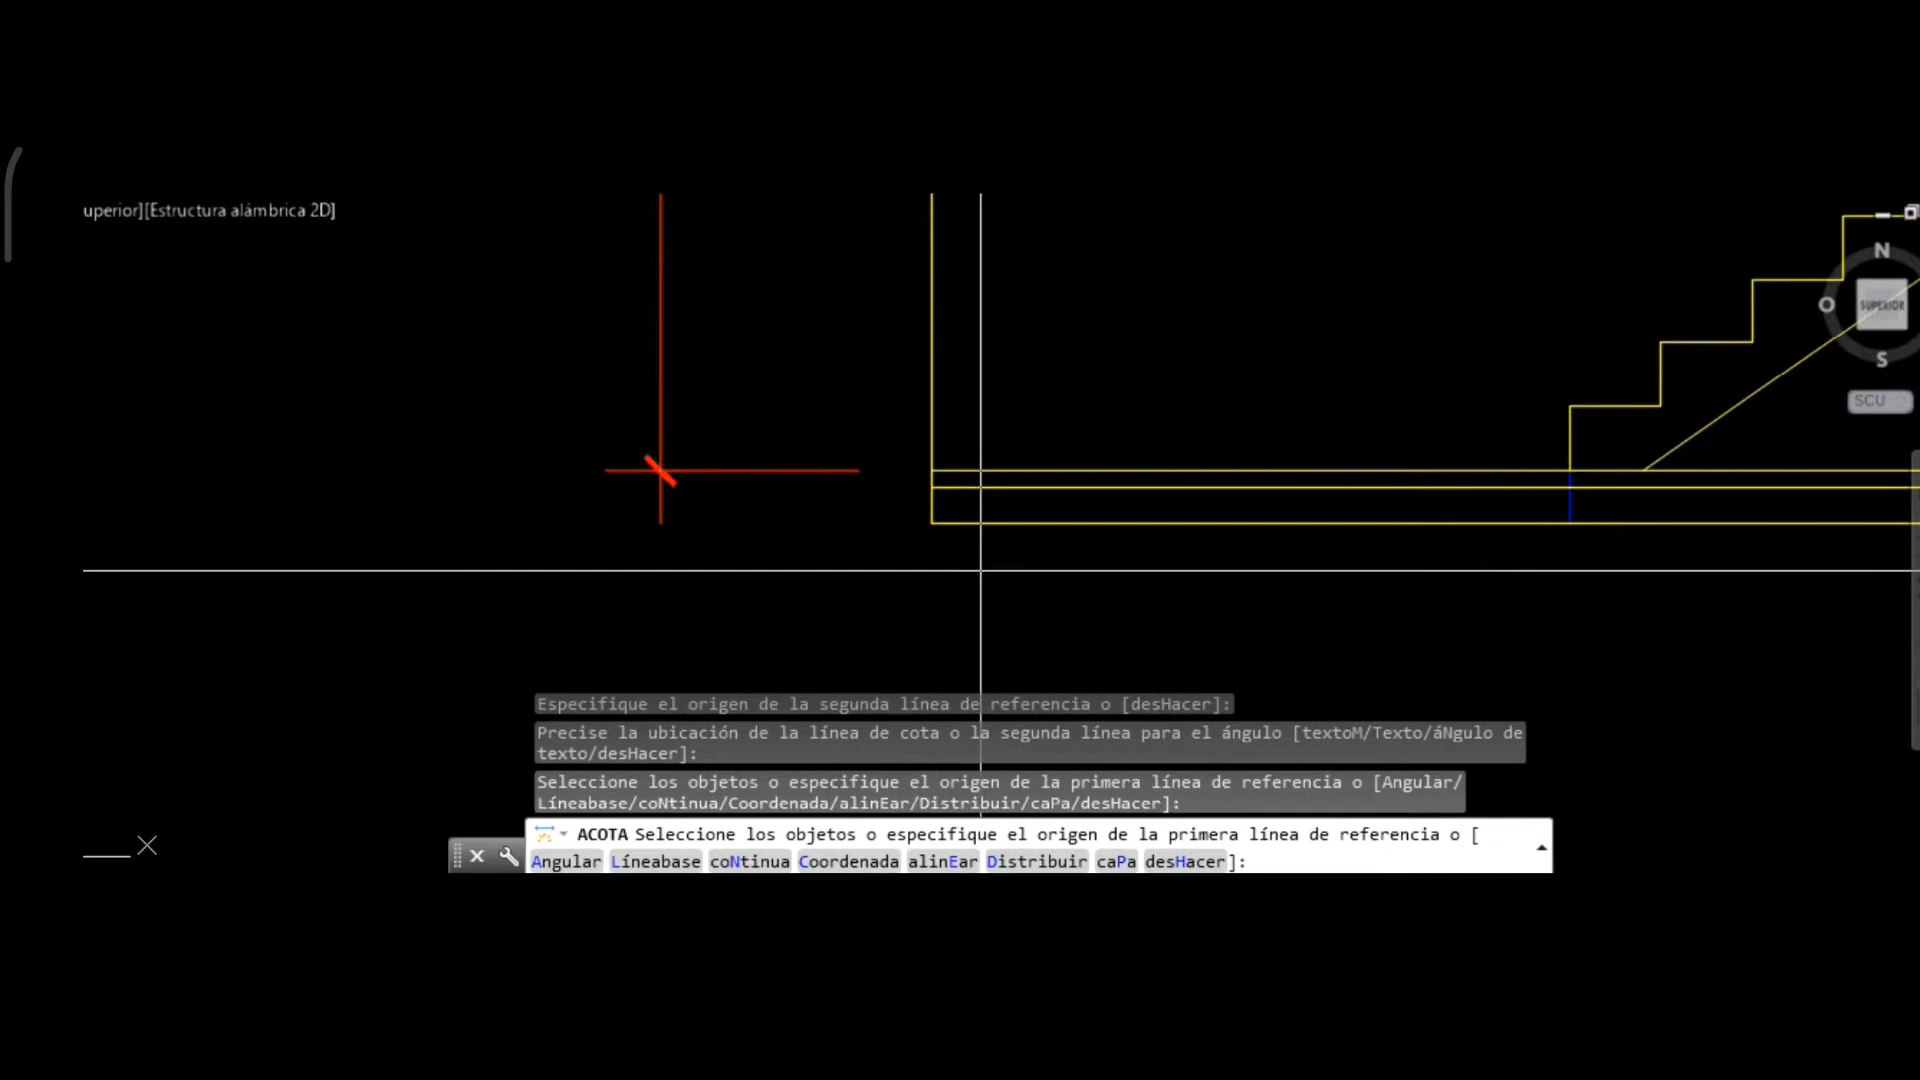 uperior][Estructura alámbrica 2D]
N
O
SUPERIOR
S
SCU
Especifique el origen de la segunda línea de referencia o [desHacer]:
Precise la ubicación de la línea de cota o la segunda línea para el ángulo [textoM/Texto/áNgulo de
texto/desHacer]:
Seleccione los objetos o especifique el origen de la primera línea de referencia o [Angular/
Líneabase/coNtinua/Coordenada/alinEar/Distribuir/caPa/desHacer]:
ACOTA Seleccione los objetos o especifique el origen de la primera línea de referencia o [
Angular Líneabase coNtinua Coordenada alinEar Distribuir caPa desHacer]:
X